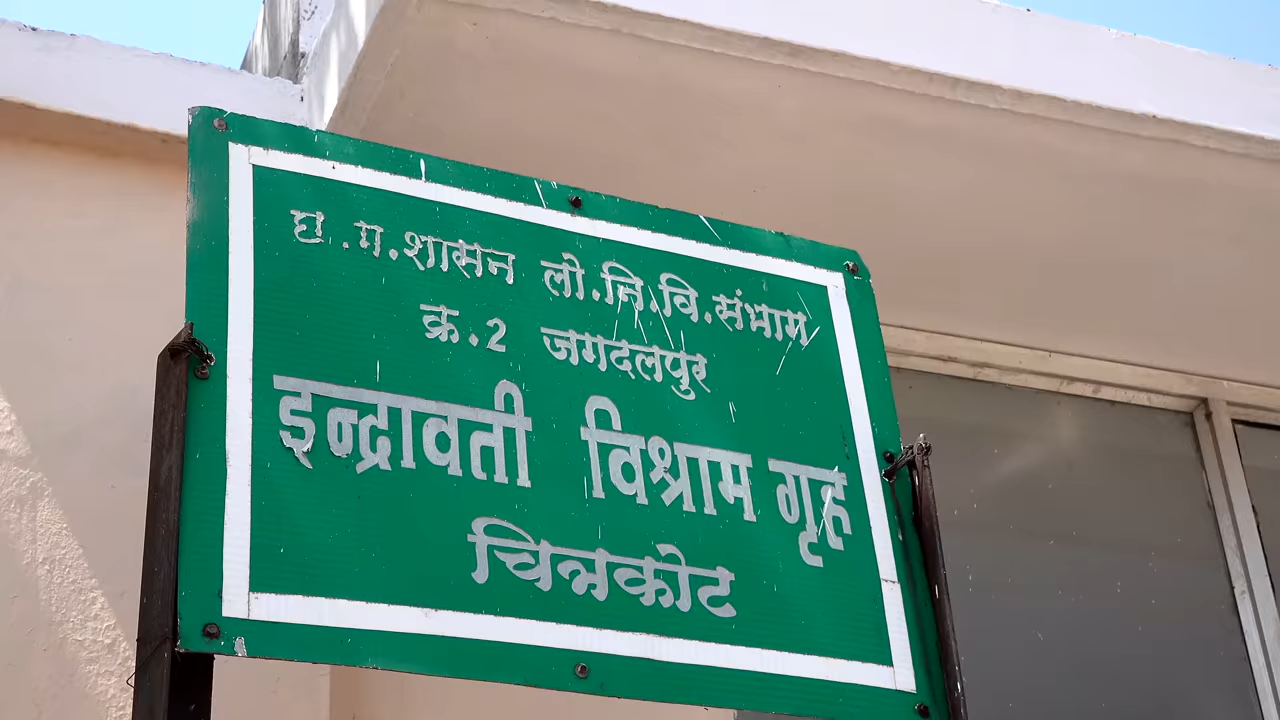 छ.ग.शासन लो.नि.वि.संभाग
क्र.2 जगदलपुर
इन्द्रावती विश्राम गृह
चित्रकोट